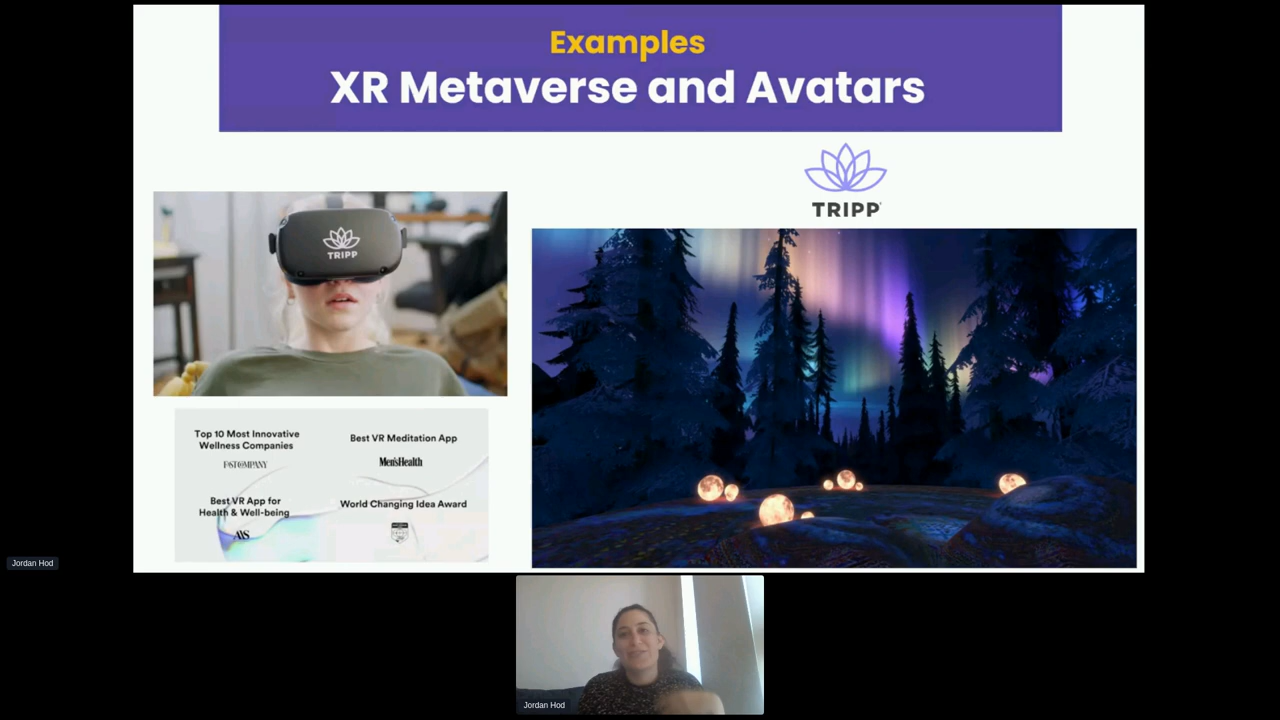 Examples
XR Metaverse and Avatars
TRIPP
TRIPP
Top 10 Most Innovative
Wellness Companies
FAST COMPANY
Best VR Meditation App
Men'sHealth
Best VR App for
Health & Well-being
World Changing Idea Award
Jordan Hod
Jordan Hod